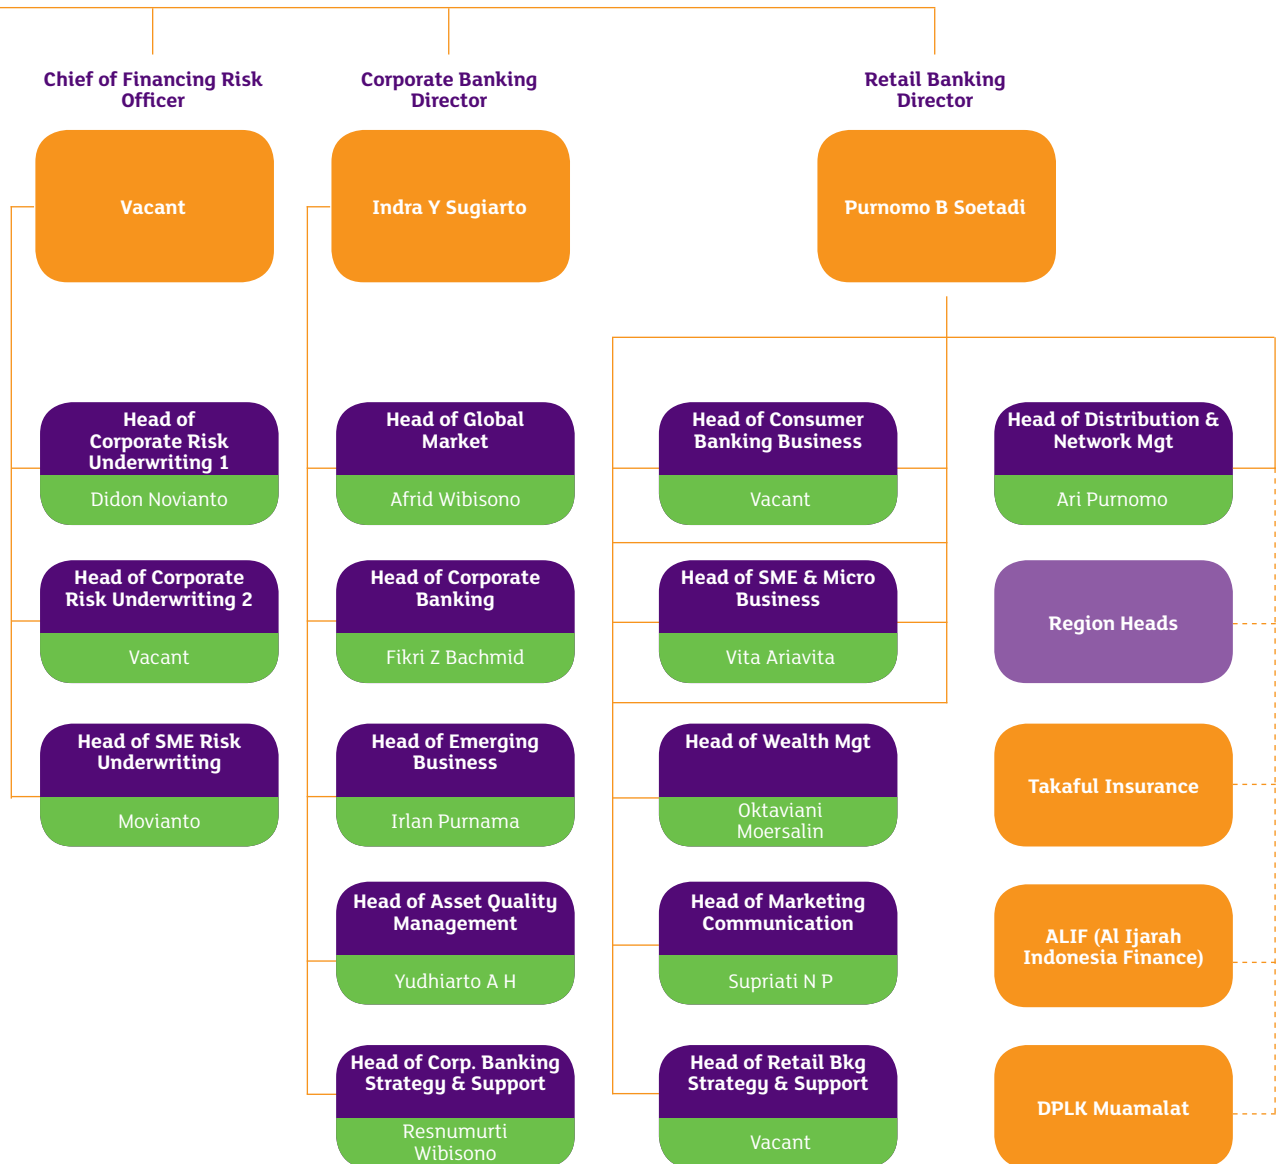 Chief of Financing Risk
Officer
Corporate Banking
Director
Retail Banking
Director
Vacant
Indra Y Sugiarto
Purnomo B Soetadi
Head of
Corporate Risk
Underwriting 1
Didon Novianto
Head of Global
Market
Afrid Wibisono
Head of Consumer
Banking Business
Vacant
Head of Distribution &
Network Mgt
Ari Purnomo
Head of Corporate
Risk Underwriting 2
Vacant
Head of Corporate
Banking
Fikri Z Bachmid
Head of SME & Micro
Business
Vita Ariavita
Region Heads
Head of SME Risk
Underwriting
Movianto
Head of Emerging
Business
Irlan Purnama
Head of Wealth Mgt
Oktaviani
Moersalin
Takaful Insurance
Head of Asset Quality
Management
Yudhiarto A H
Head of Marketing
Communication
Supriati N P
ALIF (Al Ijarah
Indonesia Finance)
Head of Corp. Banking
Strategy & Support
Resnumurti
Wibisono
Head of Retail Bkg
Strategy & Support
Vacant
DPLK Muamalat